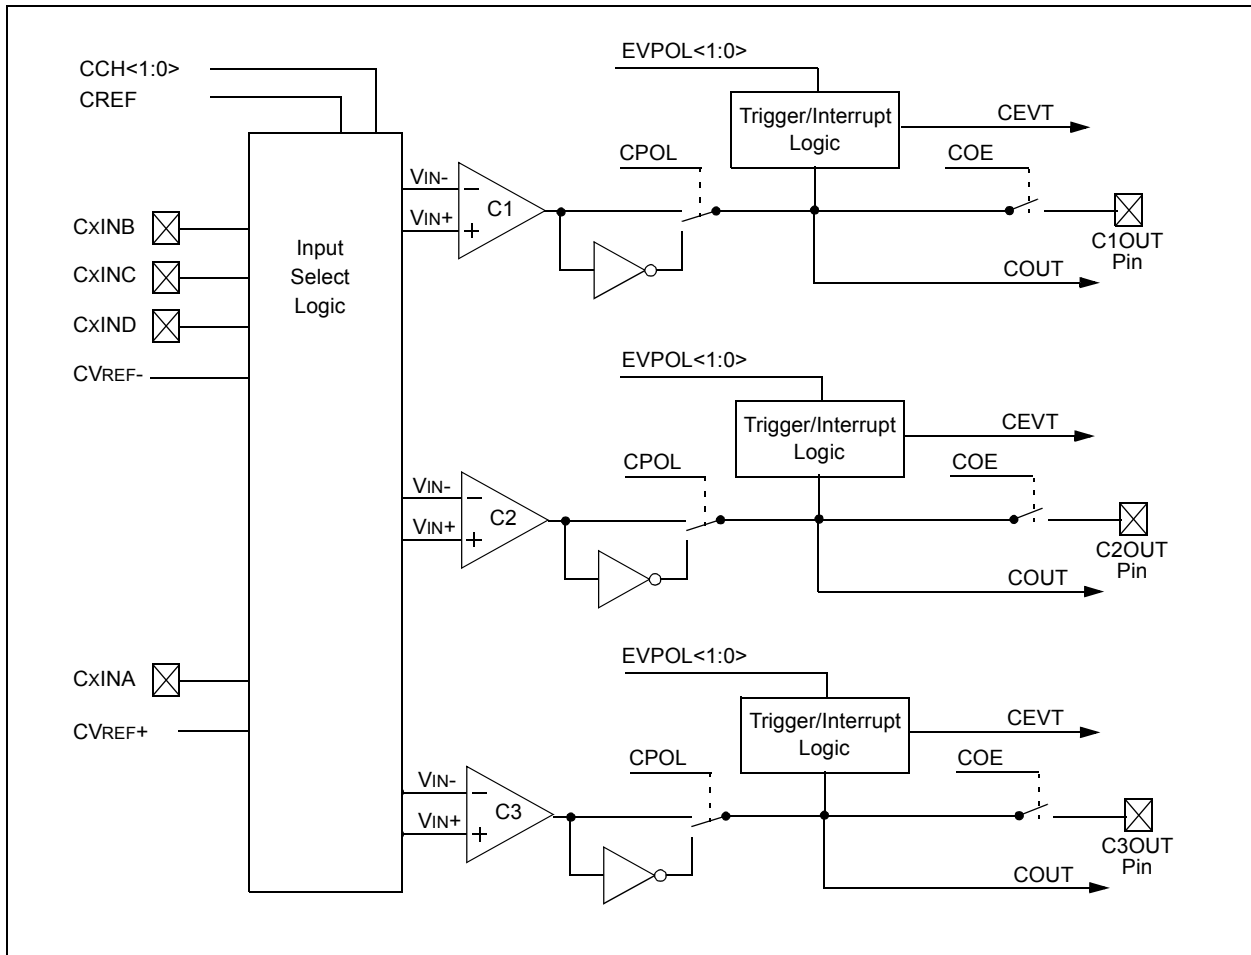 CCH<1:0>
CREF
CxINB
CxINC
CxIND
CVREF-
CxINA
CVREF+
Input
Select
Logic
EVPOL<1:0>
Trigger/Interrupt
Logic
CEVT
CPOL
COE
VIN-
VIN+
C1
C1OUT
Pin
COUT
EVPOL<1:0>
Trigger/Interrupt
Logic
CEVT
CPOL
COE
VIN-
VIN+
C2
C2OUT
Pin
COUT
EVPOL<1:0>
Trigger/Interrupt
Logic
CEVT
CPOL
COE
VIN-
VIN+
C3
C3OUT
Pin
COUT